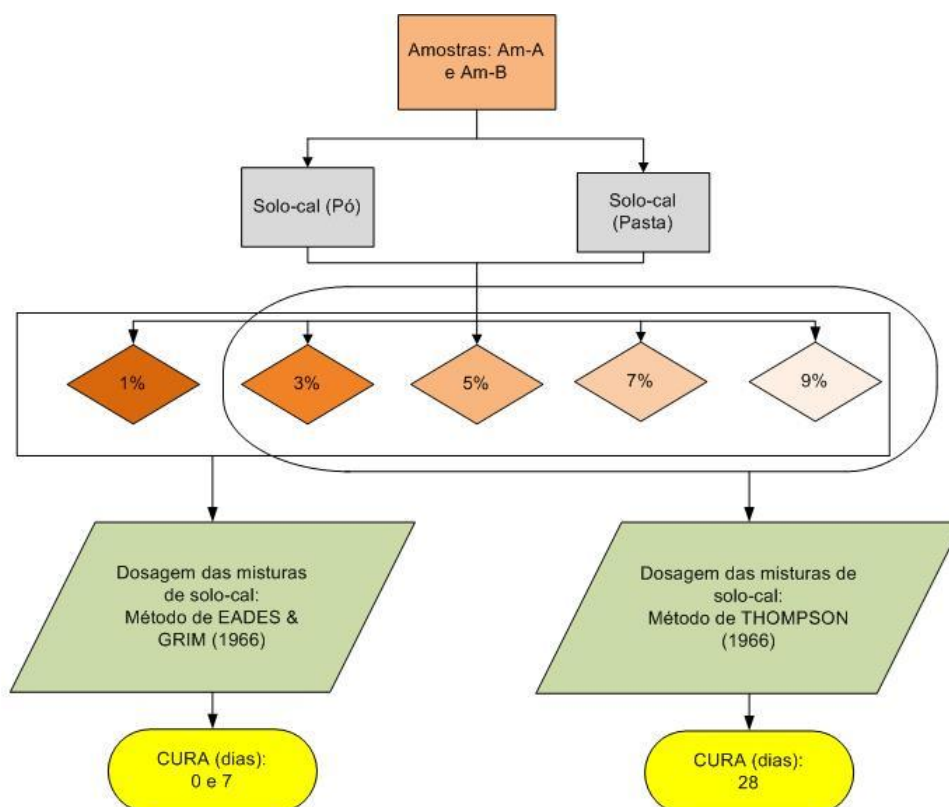 Amostras: Am-A
e Am-B
Solo-cal (Pó)
Solo-cal
(Pasta)
1%
3%
5%
7%
9%
Dosagem das misturas
de solo-cal:
Método de EADES &
GRIM (1966)
Dosagem das misturas de
solo-cal:
Método de THOMPSON
(1966)
CURA (dias):
0 e 7
CURA (dias):
28